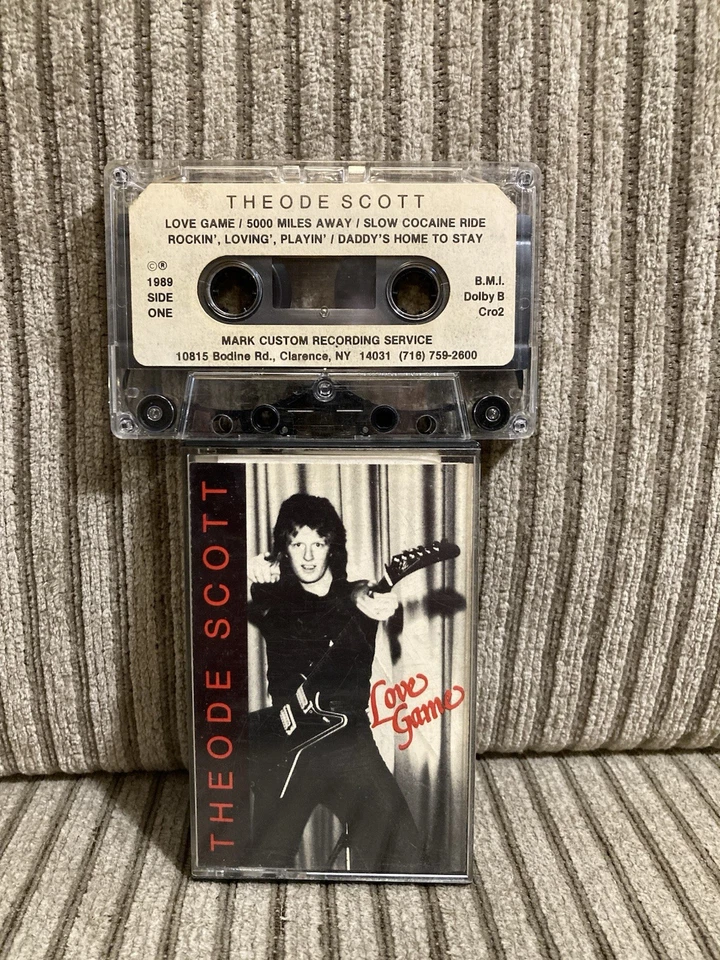 THEODE SCOTT
LOVE GAME / 5000 MILES AWAY / SLOW COCAINE RIDE
ROCKIN', LOVING', PLAYIN' / DADDY'S HOME TO STAY
©®
1989
SIDE
ONE
B.M.I.
Dolby B
Cro2
MARK CUSTOM RECORDING SERVICE
10815 Bodine Rd., Clarence, NY 14031 (716) 759-2600
THEODE SCOTT
Love
Game